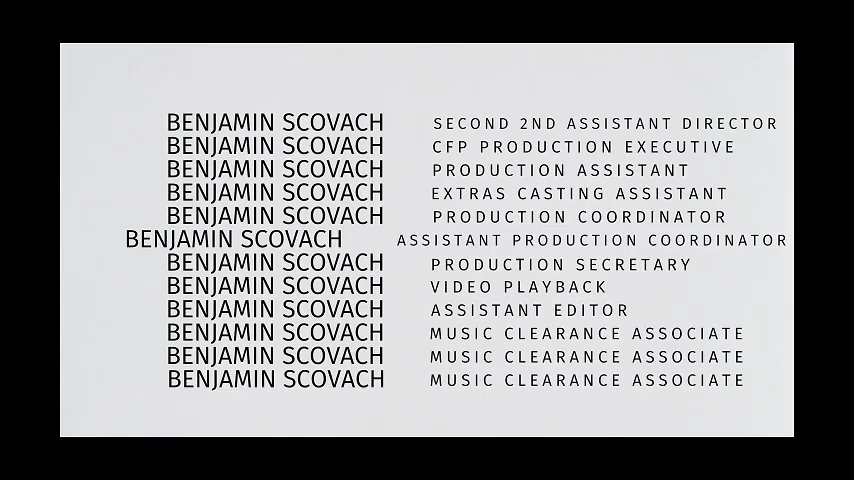 BENJAMIN SCOVACH SECOND 2ND ASSISTANT DIRECTOR
BENJAMIN SCOVACH CFP PRODUCTION EXECUTIVE
BENJAMIN SCOVACH PRODUCTION ASSISTANT
BENJAMIN SCOVACH EXTRAS CASTING ASSISTANT
BENJAMIN SCOVACH PRODUCTION COORDINATOR
BENJAMIN SCOVACH ASSISTANT PRODUCTION COORDINATOR
BENJAMIN SCOVACH PRODUCTION SECRETARY
BENJAMIN SCOVACH VIDEO PLAYBACK
BENJAMIN SCOVACH ASSISTANT EDITOR
BENJAMIN SCOVACH MUSIC CLEARANCE ASSOCIATE
BENJAMIN SCOVACH MUSIC CLEARANCE ASSOCIATE
BENJAMIN SCOVACH MUSIC CLEARANCE ASSOCIATE